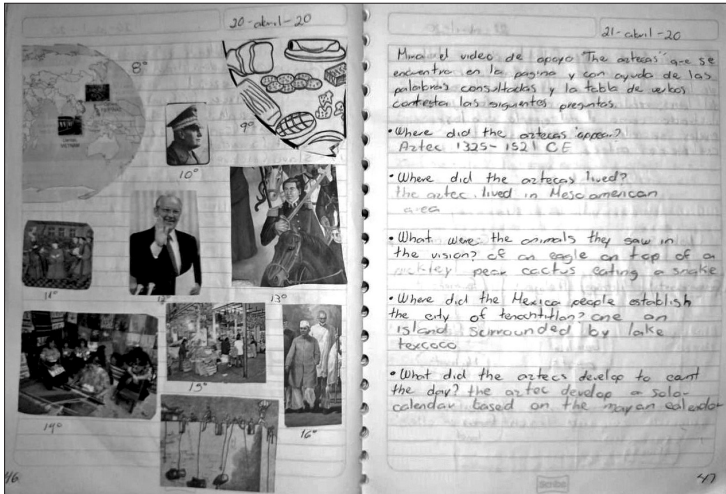 20-abril-20
8°
9°
10°
11°
12°
13°
15°
16°
46
21-abril-20
Mira el video de apoyo "The aztecas" que se
encuentra en la pagina y con ayuda de las
palabras consultadas y la tabla de verbos
contesta las siguientes preguntas.
• Where did the aztecas appear?
Aztec 1325-1521 CE
• Where did the aztecas lived?
the aztec lived in Mesoamerican
area
• What were the animals they saw in
the vision? of an eagle on top of a
pear cactus eating a snake
• Where did the Mexica people establish
the city of tenochtitlan? one an
island surrounded by lake
texcoco
• What did the aztecs develop to count
the day? the aztec develop a solar
calendar based on the mayan calendar
47